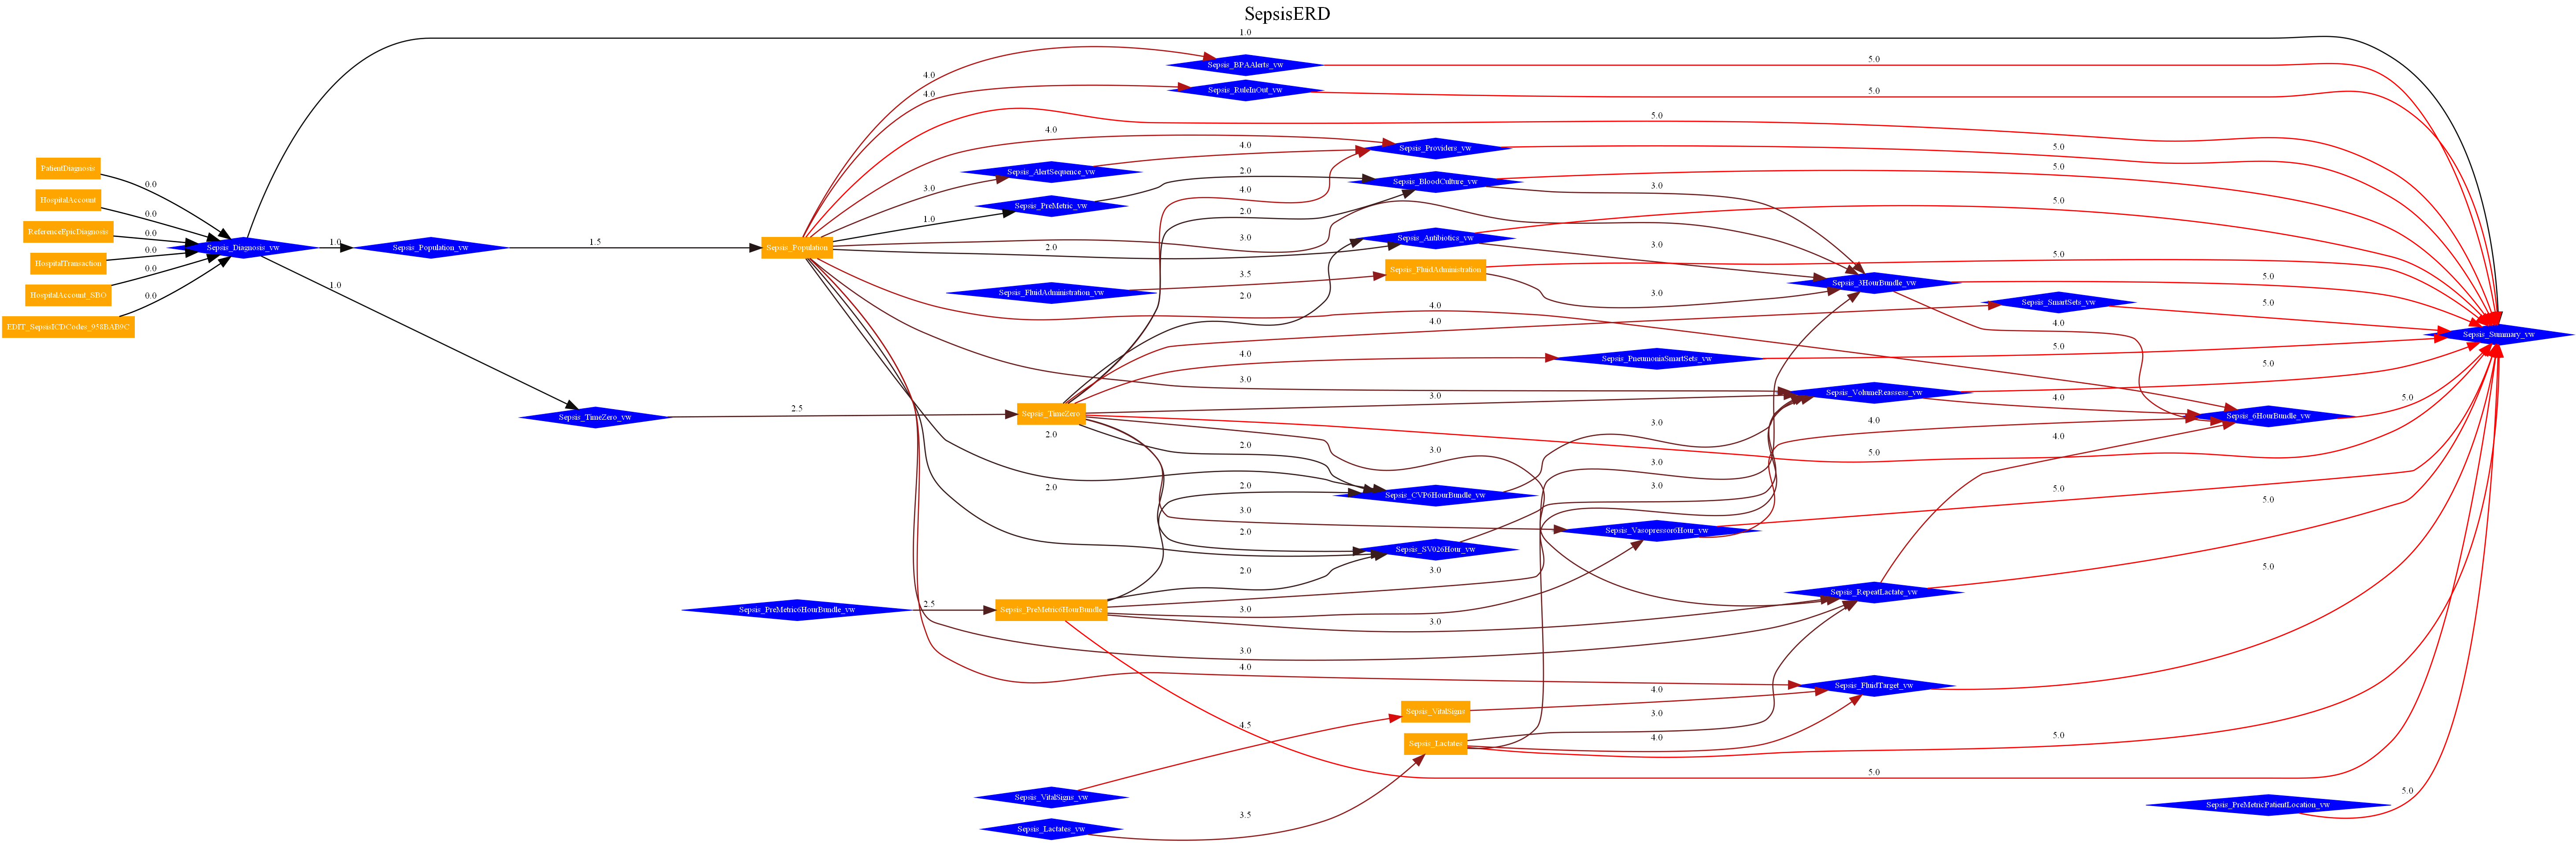 SepsisERD
1.0
Sepsis_BPAAlerts_vw
5.0
4.0
Sepsis_RuleInOut_vw
5.0
4.0
5.0
4.0
Sepsis_Providers_vw
5.0
4.0
PatientDiagnosis
Sepsis_AlertSequence_vw
5.0
2.0
Sepsis_BloodCulture_vw
3.0
0.0
3.0
4.0
HospitalAccount
Sepsis_PreMetric_vw
5.0
0.0
1.0
2.0
ReferenceEpicDiagnosis
0.0
3.0
Sepsis_Antibiotics_vw
3.0
1.0
1.5
Sepsis_Diagnosis_vw
Sepsis_Population_vw
Sepsis_Population
2.0
0.0
5.0
HospitalTransaction
Sepsis_FluidAdministration
0.0
3.5
5.0
Sepsis_3HourBundle_vw
1.0
HospitalAccount_SBO
0.0
Sepsis_FluidAdministration_vw
2.0
3.0
Sepsis_SmartSets_vw
5.0
4.0
EDIT_SepsisICDCodes_958BAB9C
4.0
4.0
Sepsis_Summary_vw
5.0
4.0
Sepsis_PneumoniaSmartSets_vw
5.0
3.0
Sepsis_VolumeReassess_vw
3.0
4.0
5.0
2.5
Sepsis_TimeZero_vw
Sepsis_TimeZero
Sepsis_6HourBundle_vw
3.0
4.0
2.0
4.0
2.0
3.0
5.0
3.0
2.0
2.0
3.0
5.0
Sepsis_CVP6HourBundle_vw
5.0
3.0
Sepsis_Vasopressor6Hour_vw
2.0
Sepsis_SV026Hour_vw
2.0
3.0
5.0
Sepsis_RepeatLactate_vw
2.5
Sepsis_PreMetric6HourBundle_vw
Sepsis_PreMetric6HourBundle
3.0
3.0
3.0
4.0
4.0
Sepsis_FluidTarget_vw
Sepsis_VitalSigns
3.0
4.5
5.0
4.0
Sepsis_Lactates
5.0
5.0
Sepsis_VitalSigns_vw
Sepsis_PreMetricPatientLocation_vw
3.5
Sepsis_Lactates_vw